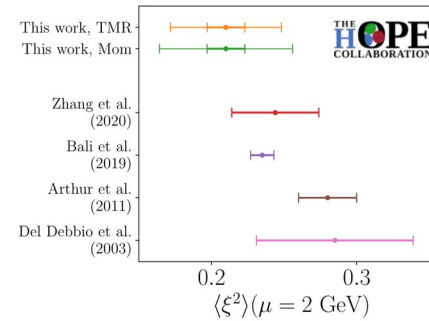 This work, TMR
This work, Mom
THE
HOPE
COLLABORATION
Zhang et al.
(2020)
Bali et al.
(2019)
Arthur et al.
(2011)
Del Debbio et al.
(2003)
0.2
0.3
⟨ξ²⟩(μ = 2 GeV)